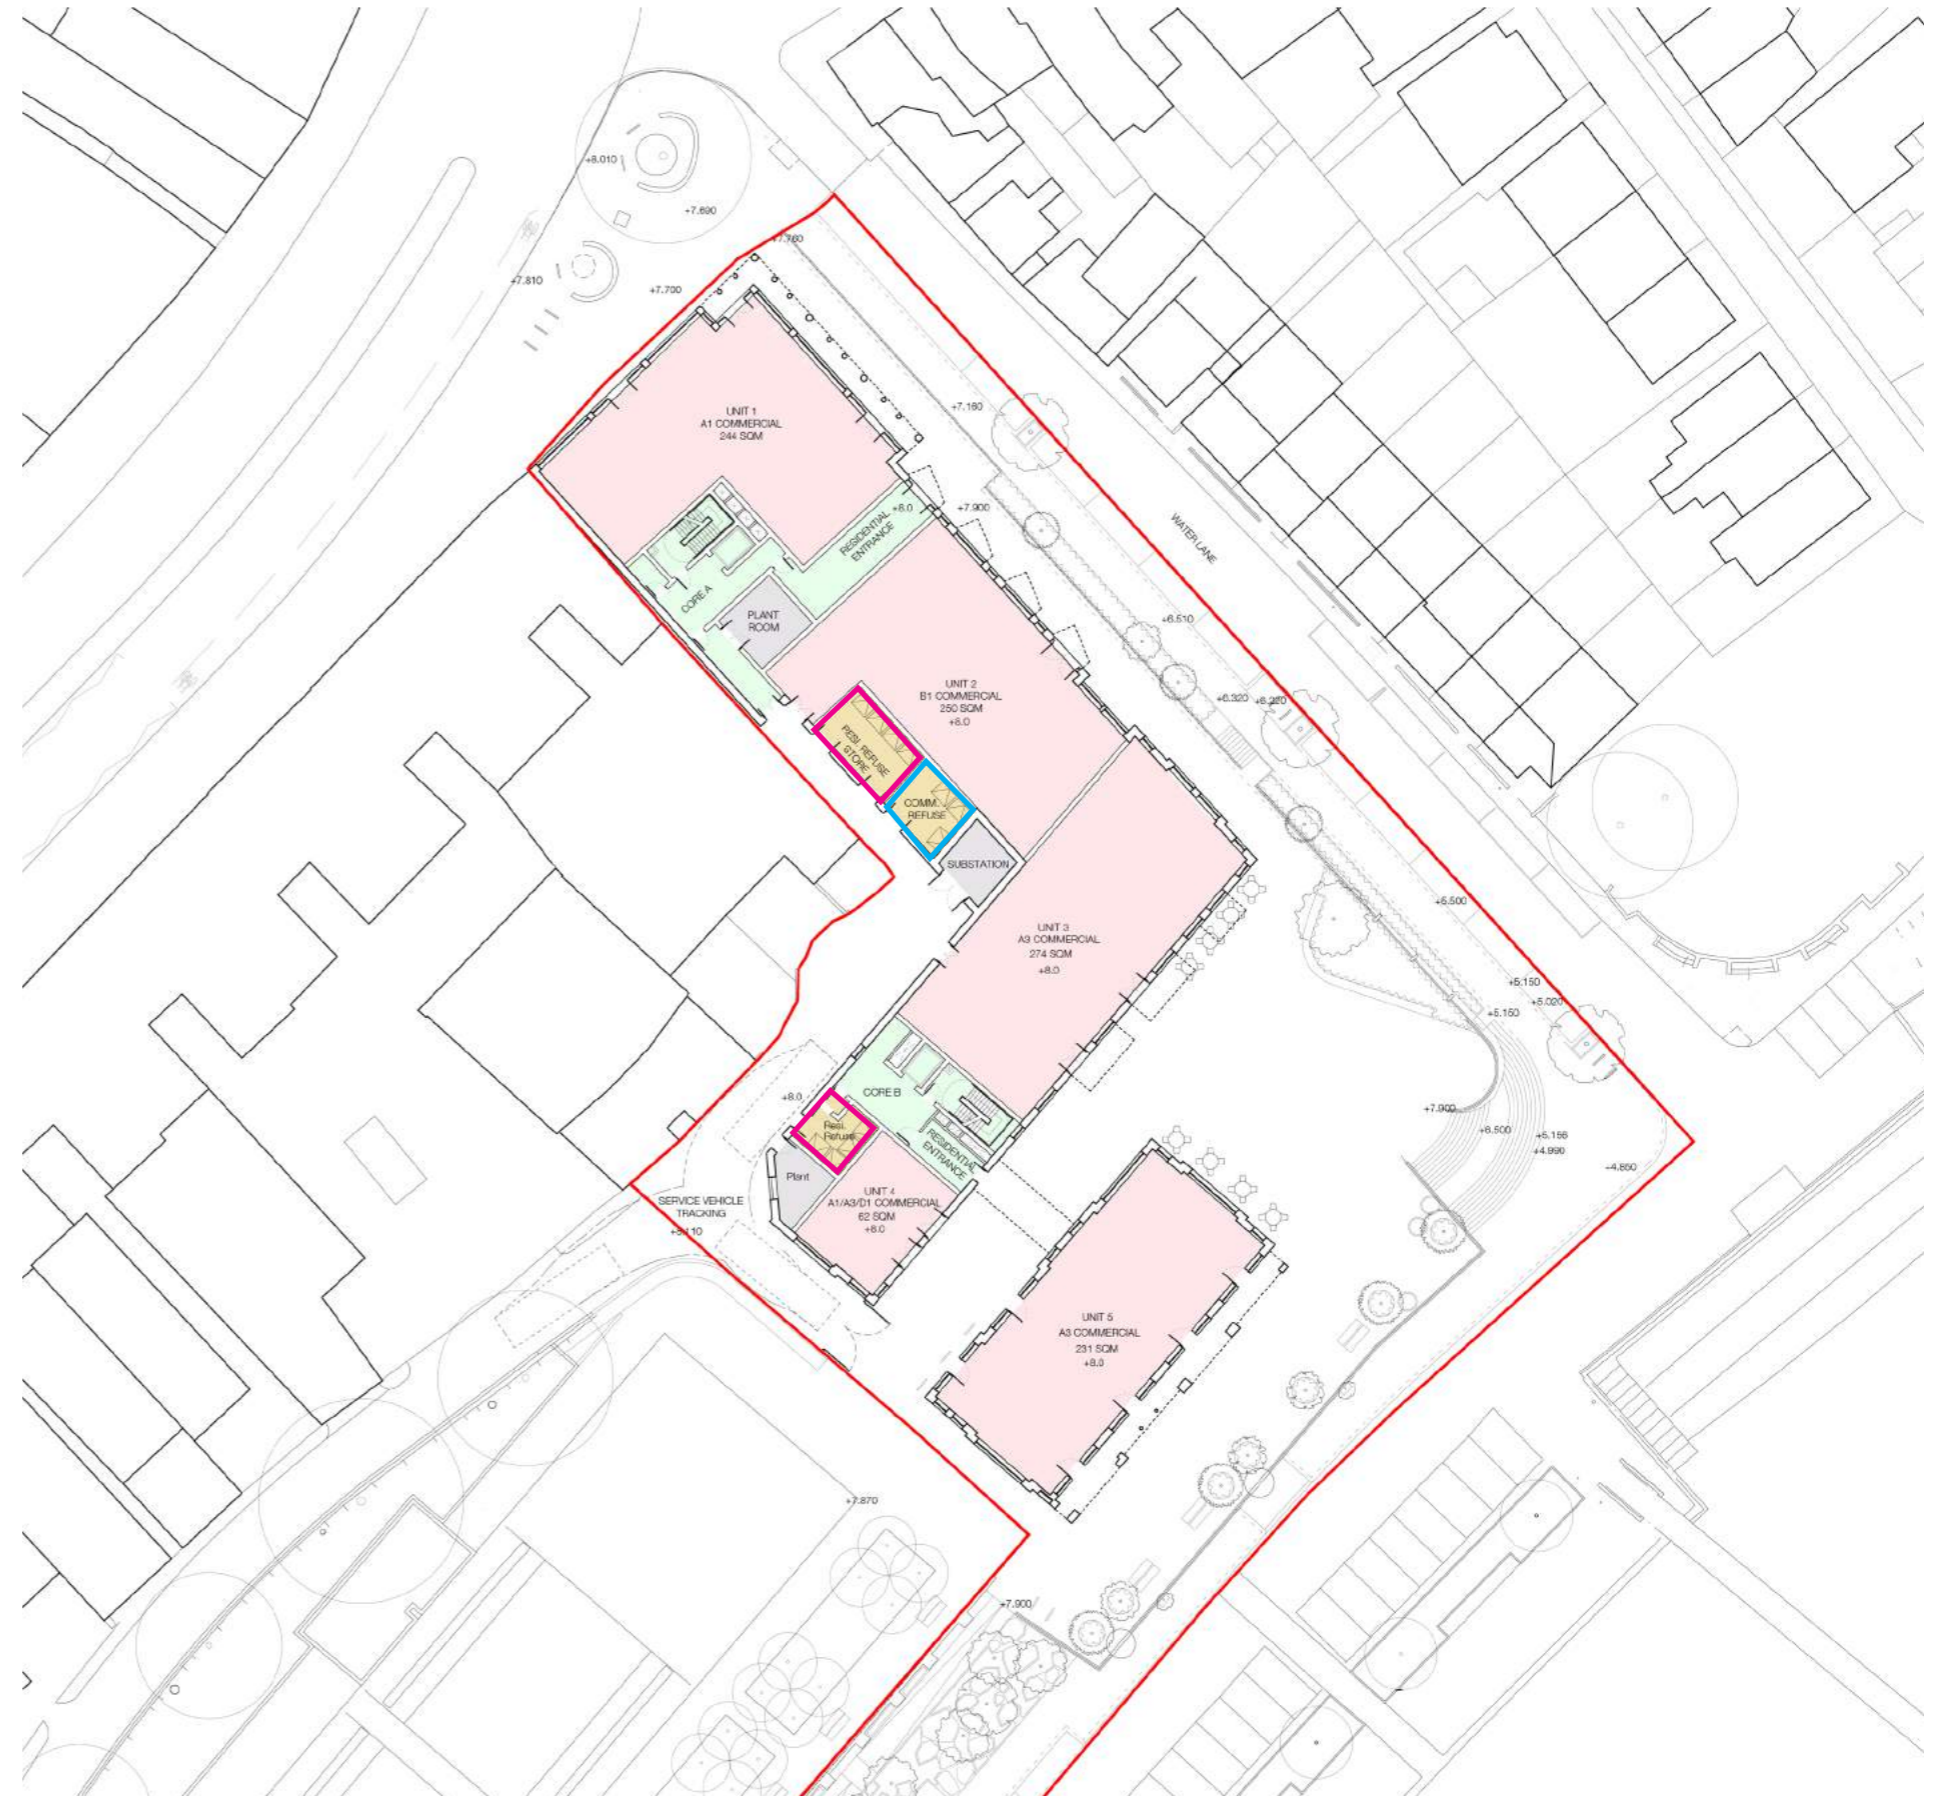 +8.010
+7.690
+7.760
+7.810
+7.700
UNIT 1
A1 COMMERCIAL
244 SQM
+7.160
+8.0
+7.900
RESIDENTIAL
ENTRANCE
WATER LANE
CORE A
PLANT
ROOM
+6.510
UNIT 2
B1 COMMERCIAL
250 SQM
+8.0
+6.320
RESI. REFUSE
STORE
COMM.
REFUSE
SUBSTATION
+5.500
UNIT 3
A3 COMMERCIAL
274 SQM
+8.0
+5.150
+5.020
+5.150
CORE B
+8.0
Resi.
Refuse
RESIDENTIAL
ENTRANCE
+7.900
+6.500
+5.156
+4.990
-4.850
Plant
UNIT 4
A1/A3/D1 COMMERCIAL
62 SQM
+8.0
SERVICE VEHICLE
TRACKING
UNIT 5
A3 COMMERCIAL
231 SQM
+8.0
+7.870
+7.900